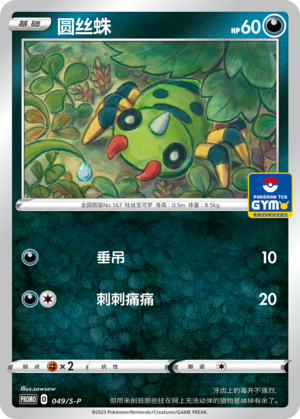 基础
圆丝蛛
HP60
全国图鉴No.167 吐丝宝可梦 身高：0.5m 体重：8.5kg
POKÉMON TCG
GYM
垂吊 10
刺刺痛痛 20
Illus.sowsow
弱点 ×2
抵抗力
撤退
PROMO 049/S-P
牙齿上的毒并不强烈，
但用来削弱那些挂在网上无法动弹的猎物是绰绰有余了。
©2023 Pokémon/Nintendo/Creatures/GAME FREAK.